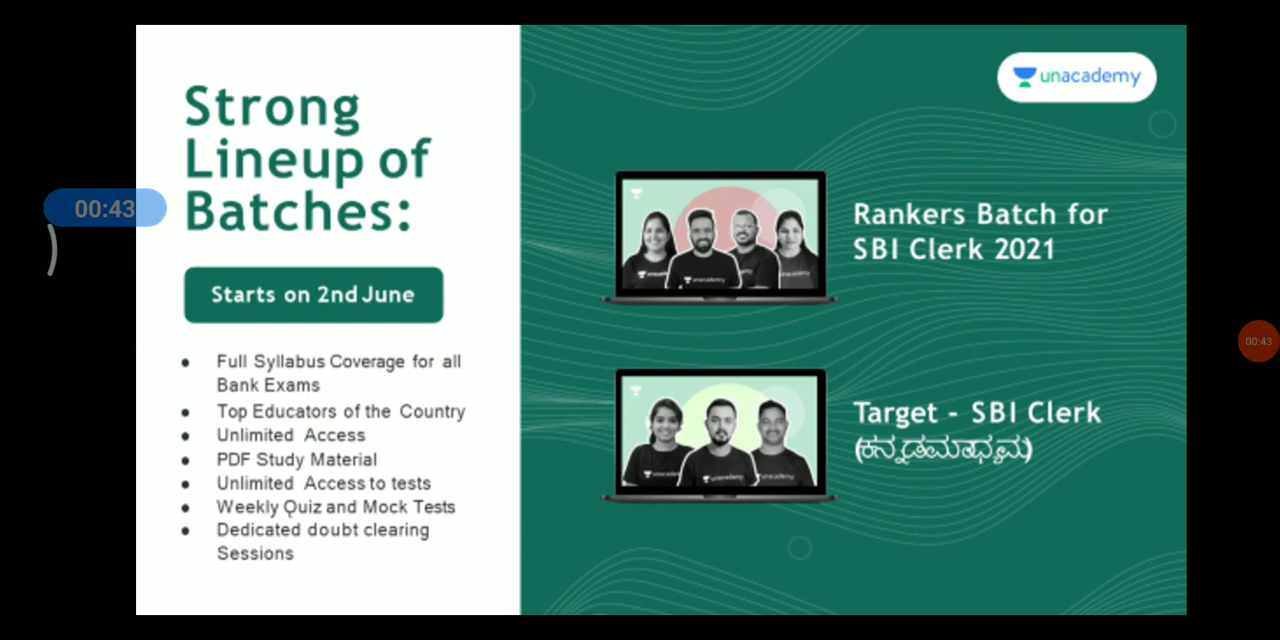 unacademy
Strong
Lineup of
Batches:
00:43
Starts on 2nd June
Full Syllabus Coverage for all
Bank Exams
Top Educators of the Country
Unlimited Access
PDF Study Material
Unlimited Access to tests
Weekly Quiz and Mock Tests
Dedicated doubt clearing
Sessions
unacademy
Rankers Batch for
SBI Clerk 2021
00:43
unacademy
Target - SBI Clerk
(ಕನ್ನಡಮಾಧ್ಯಮ)